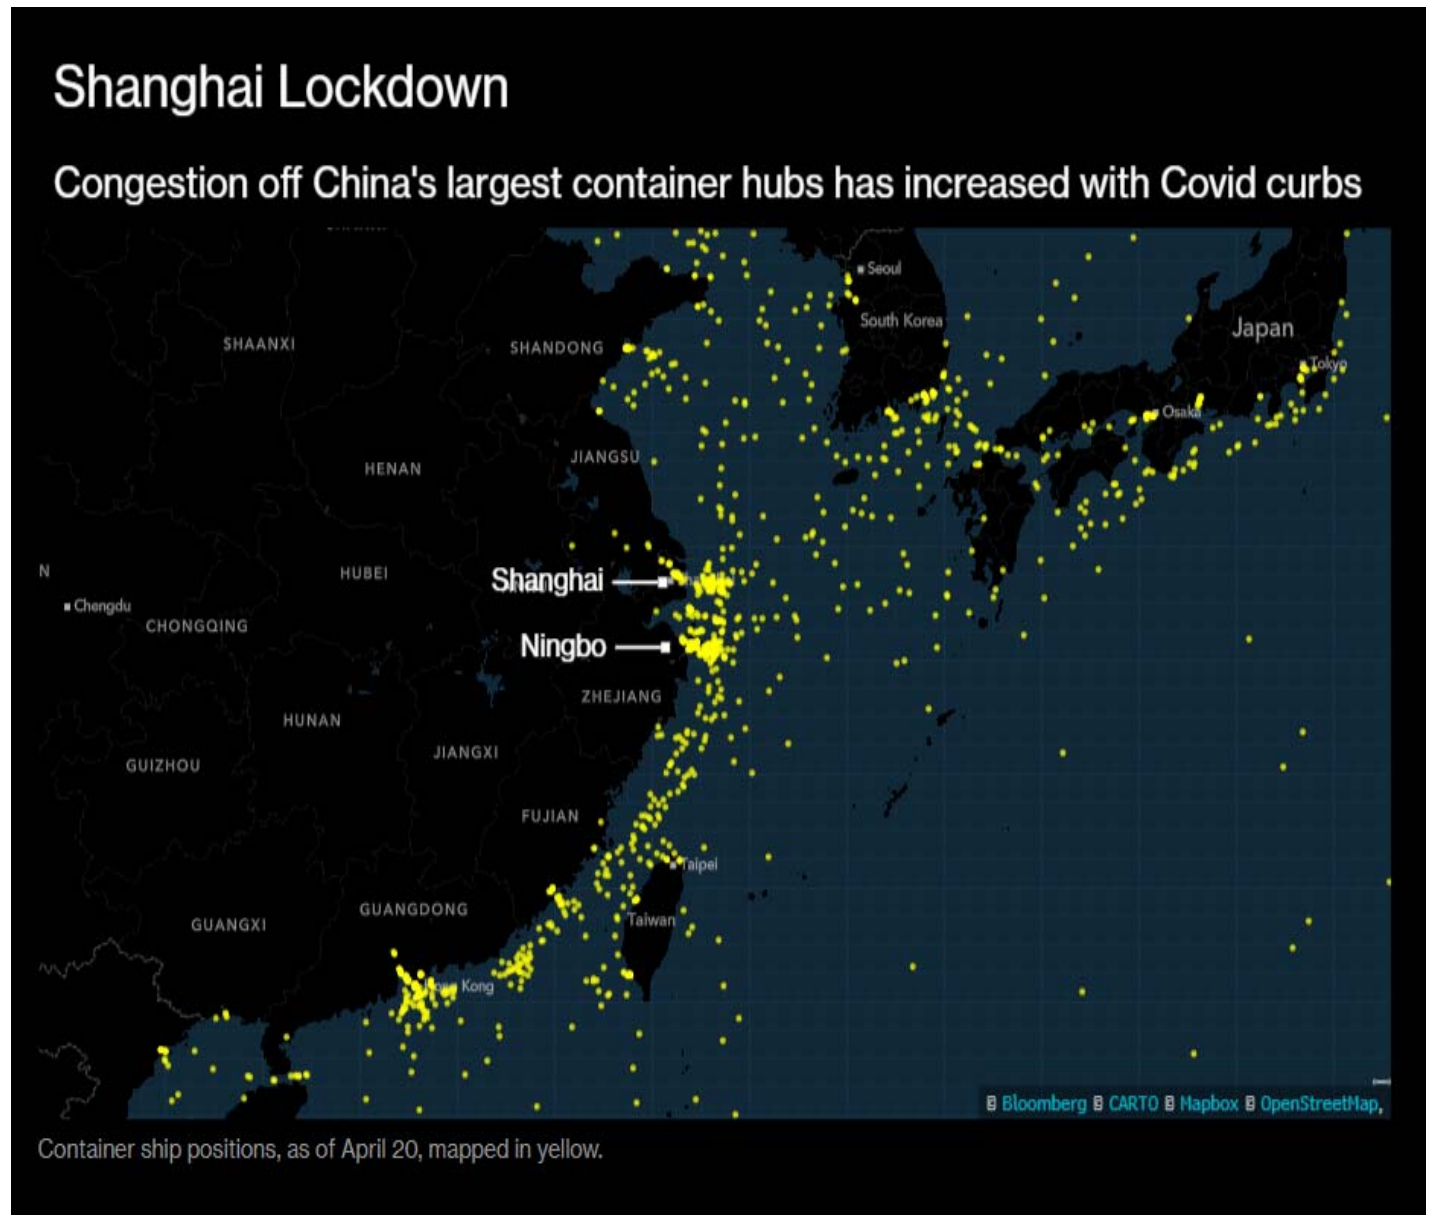 Shanghai Lockdown
Congestion off China's largest container hubs has increased with Covid curbs
Seoul
South Korea
Japan
SHAANXI
SHANDONG
Tokyo
Osaka
JIANGSU
HENAN
N
HUBEI
Shanghai
Chengdu
CHONGQING
Ningbo
ZHEJIANG
HUNAN
JIANGXI
GUIZHOU
FUJIAN
Taipei
GUANGDONG
Taiwan
GUANGXI
Kong
Bloomberg CARTO Mapbox OpenStreetMap,
Container ship positions, as of April 20, mapped in yellow.